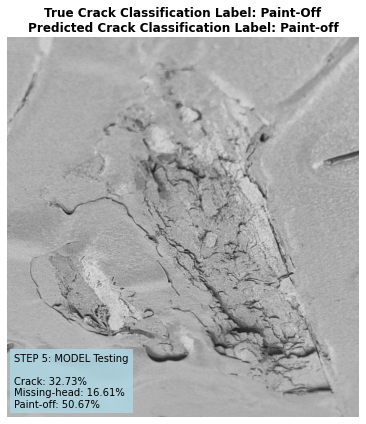 True Crack Classification Label: Paint-Off
Predicted Crack Classification Label: Paint-off
STEP 5: MODEL Testing
Crack: 32.73%
Missing-head: 16.61%
Paint-off: 50.67%